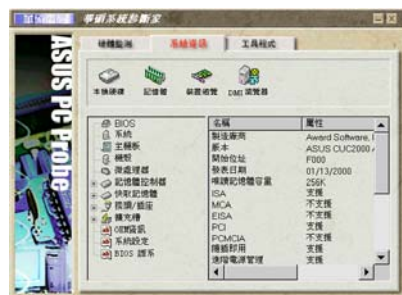 華碩系統診斷家
ASUS PC Probe
硬體監測
系統資訊
工具程式
本機硬碟
記憶體
裝置總覽
DMI 瀏覽器
BIOS
系統
主機板
機殼
微處理器
記憶體控制器
快取記憶體
接頭/插座
擴充槽
OEM資訊
系統設定
BIOS 語系
名稱 屬性
製造廠商 Award Software, I
版本 ASUS CUC2000
開始位址 F000
發表日期 01/13/2000
唯讀記憶體容量 256K
ISA 支援
MCA 不支援
EISA 不支援
PCI 支援
PCMCIA 不支援
隨插即用 支援
進階電源管理 支援